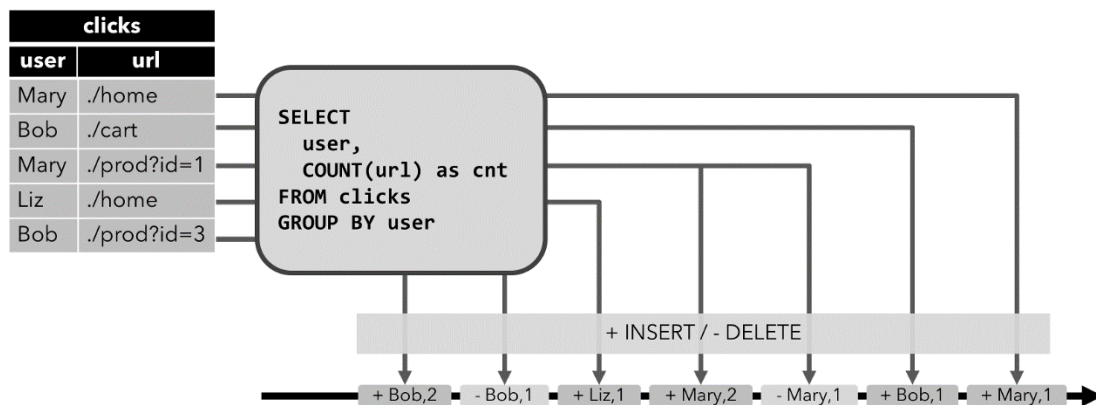 clicks
user url
Mary ./home
Bob ./cart
Mary ./prod?id=1
Liz ./home
Bob ./prod?id=3
SELECT
user,
COUNT(url) as cnt
FROM clicks
GROUP BY user
+ INSERT / - DELETE
+ Bob,2 - Bob,1 + Liz,1 + Mary,2 - Mary,1 + Bob,1 + Mary,1